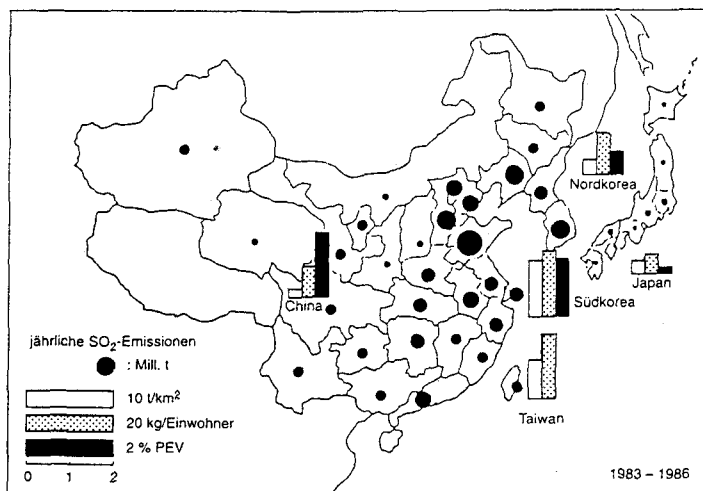 Nordkorea
Japan
China
Südkorea
jährliche SO₂-Emissionen
: Mill. t
10 t/km²
20 kg/Einwohner
Taiwan
2 % PEV
0 1 2
1983 – 1986